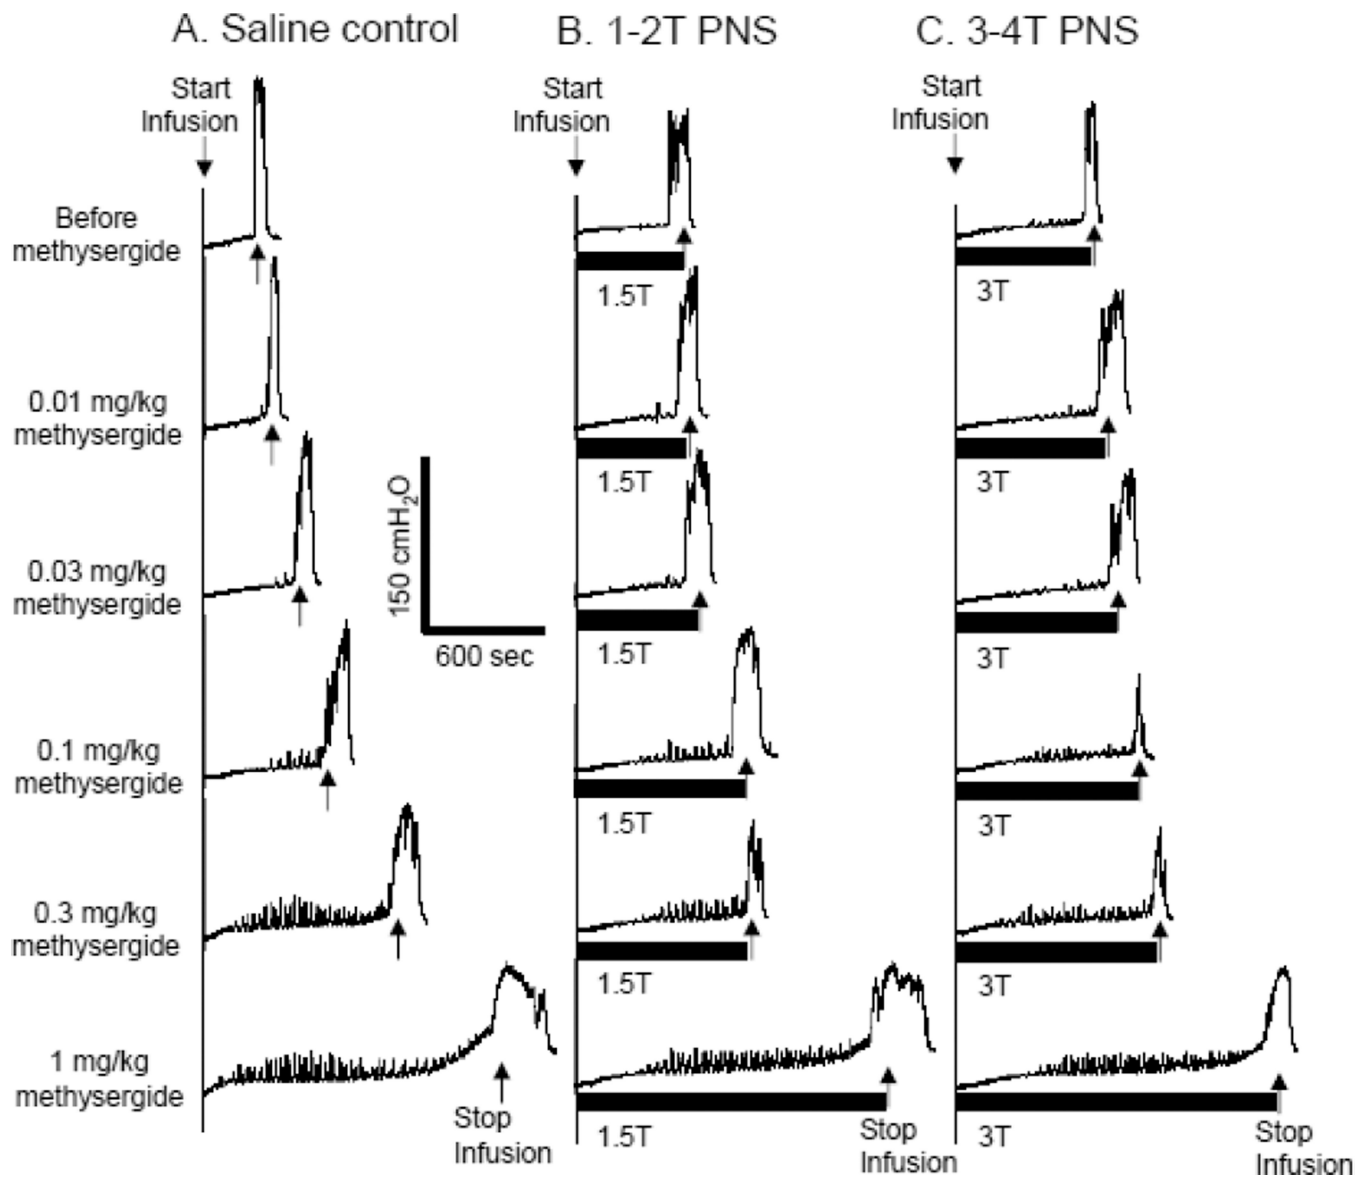 A. Saline control
B. 1-2T PNS
C. 3-4T PNS
Start
Infusion
Start
Infusion
Start
Infusion
Before
methysergide
1.5T
3T
0.01 mg/kg
methysergide
1.5T
3T
0.03 mg/kg
methysergide
150 cmH₂O
600 sec
1.5T
3T
0.1 mg/kg
methysergide
1.5T
3T
0.3 mg/kg
methysergide
1.5T
3T
1 mg/kg
methysergide
Stop
Infusion
1.5T
Stop
Infusion
3T
Stop
Infusion